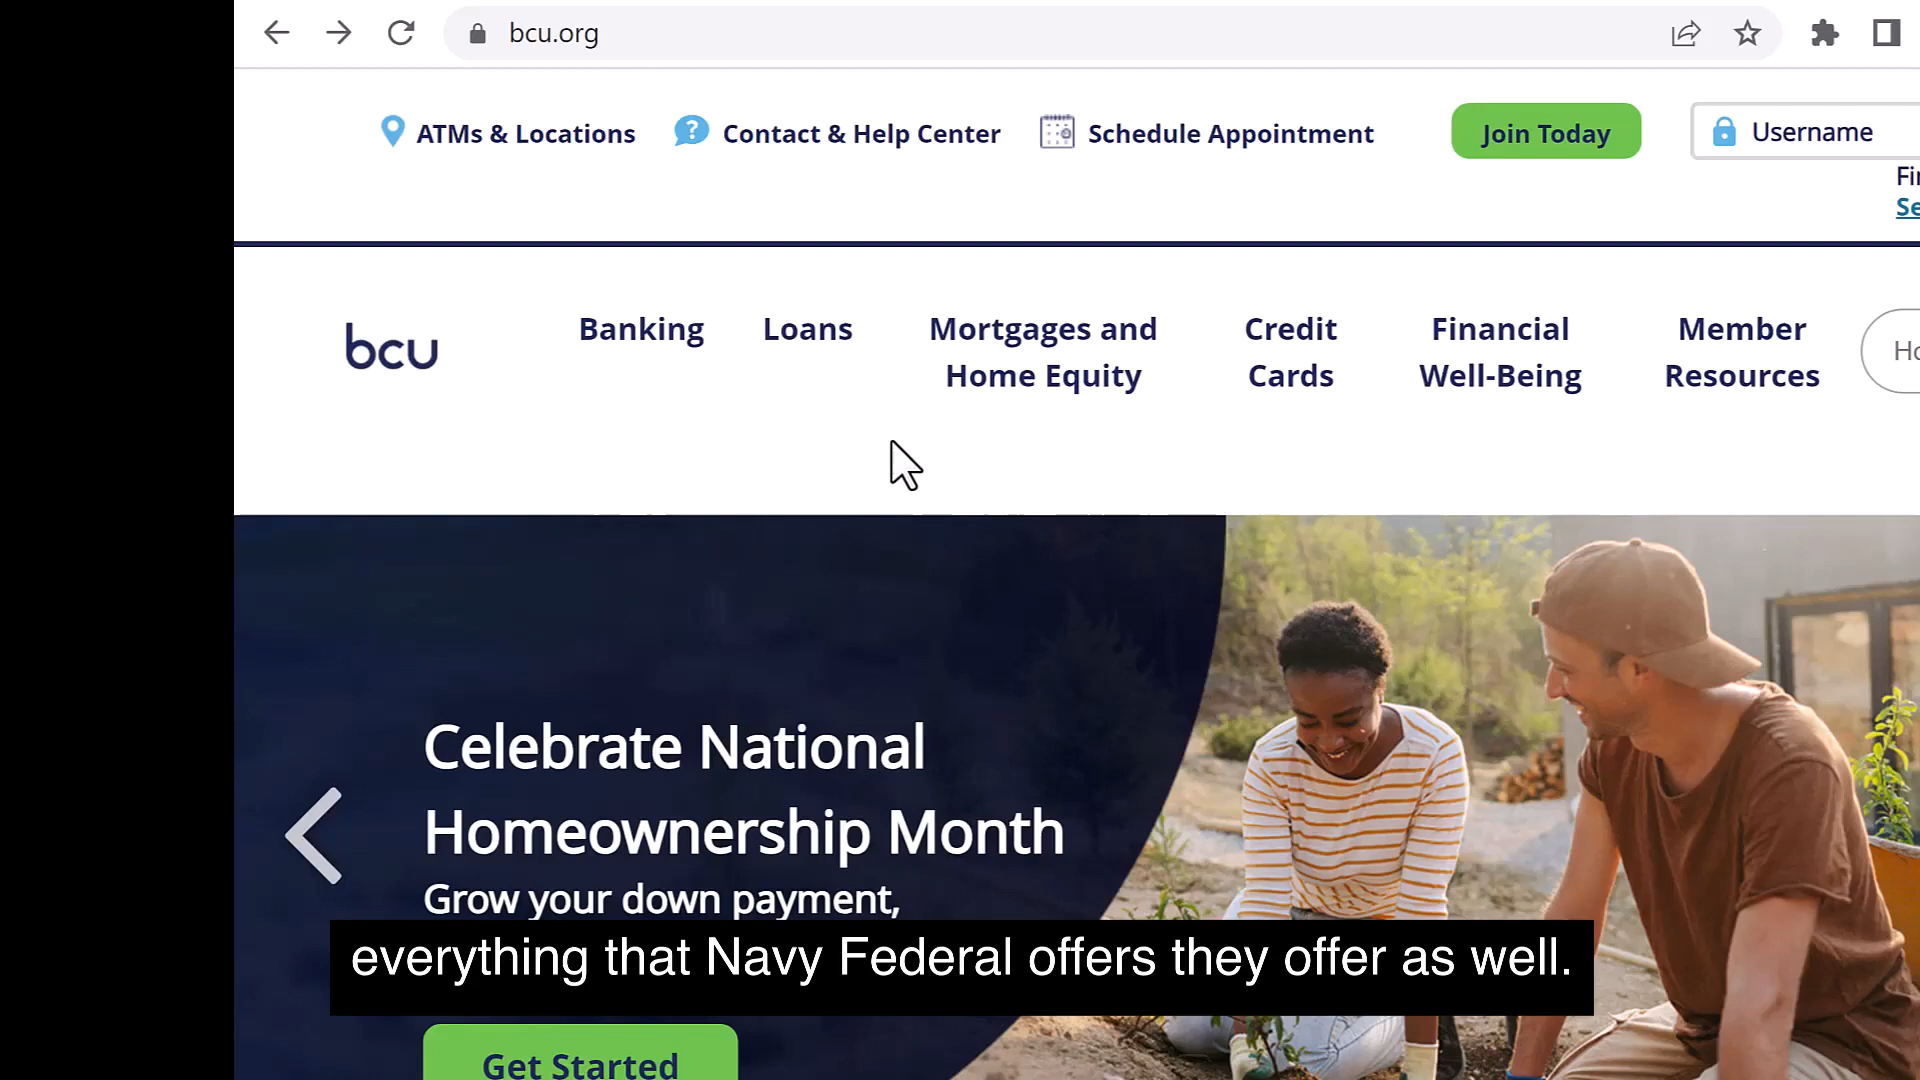 bcu.org
ATMs & Locations
Contact & Help Center
Schedule Appointment
Join Today
Username
bcu
Banking
Loans
Mortgages and
Home Equity
Credit
Cards
Financial
Well-Being
Member
Resources
Celebrate National
Homeownership Month
Grow your down payment,
everything that Navy Federal offers they offer as well.
Get Started